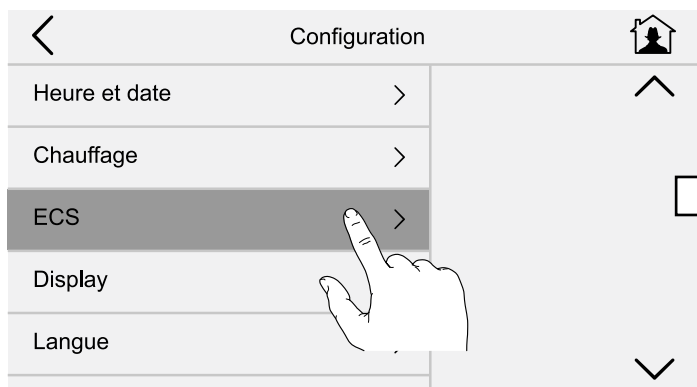 Configuration
Heure et date
Chauffage
ECS
Display
Langue